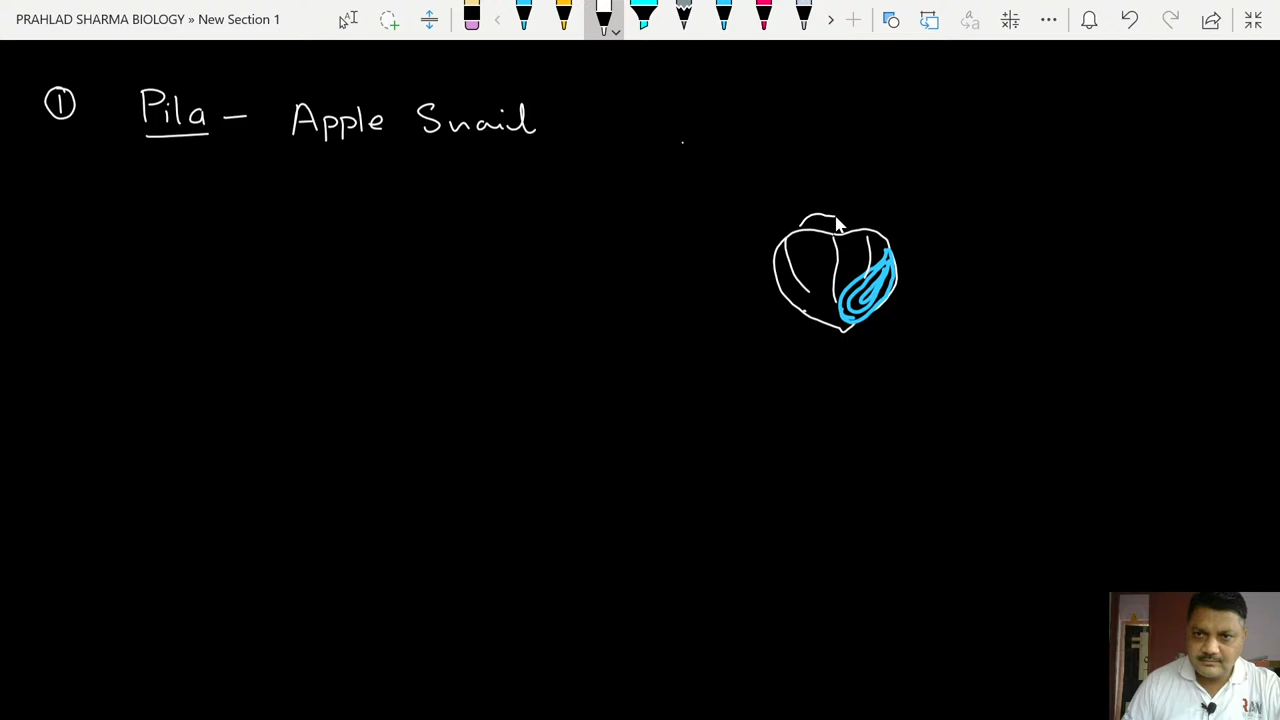 PRAHLAD SHARMA BIOLOGY » New Section 1
① Pila - Apple Snail